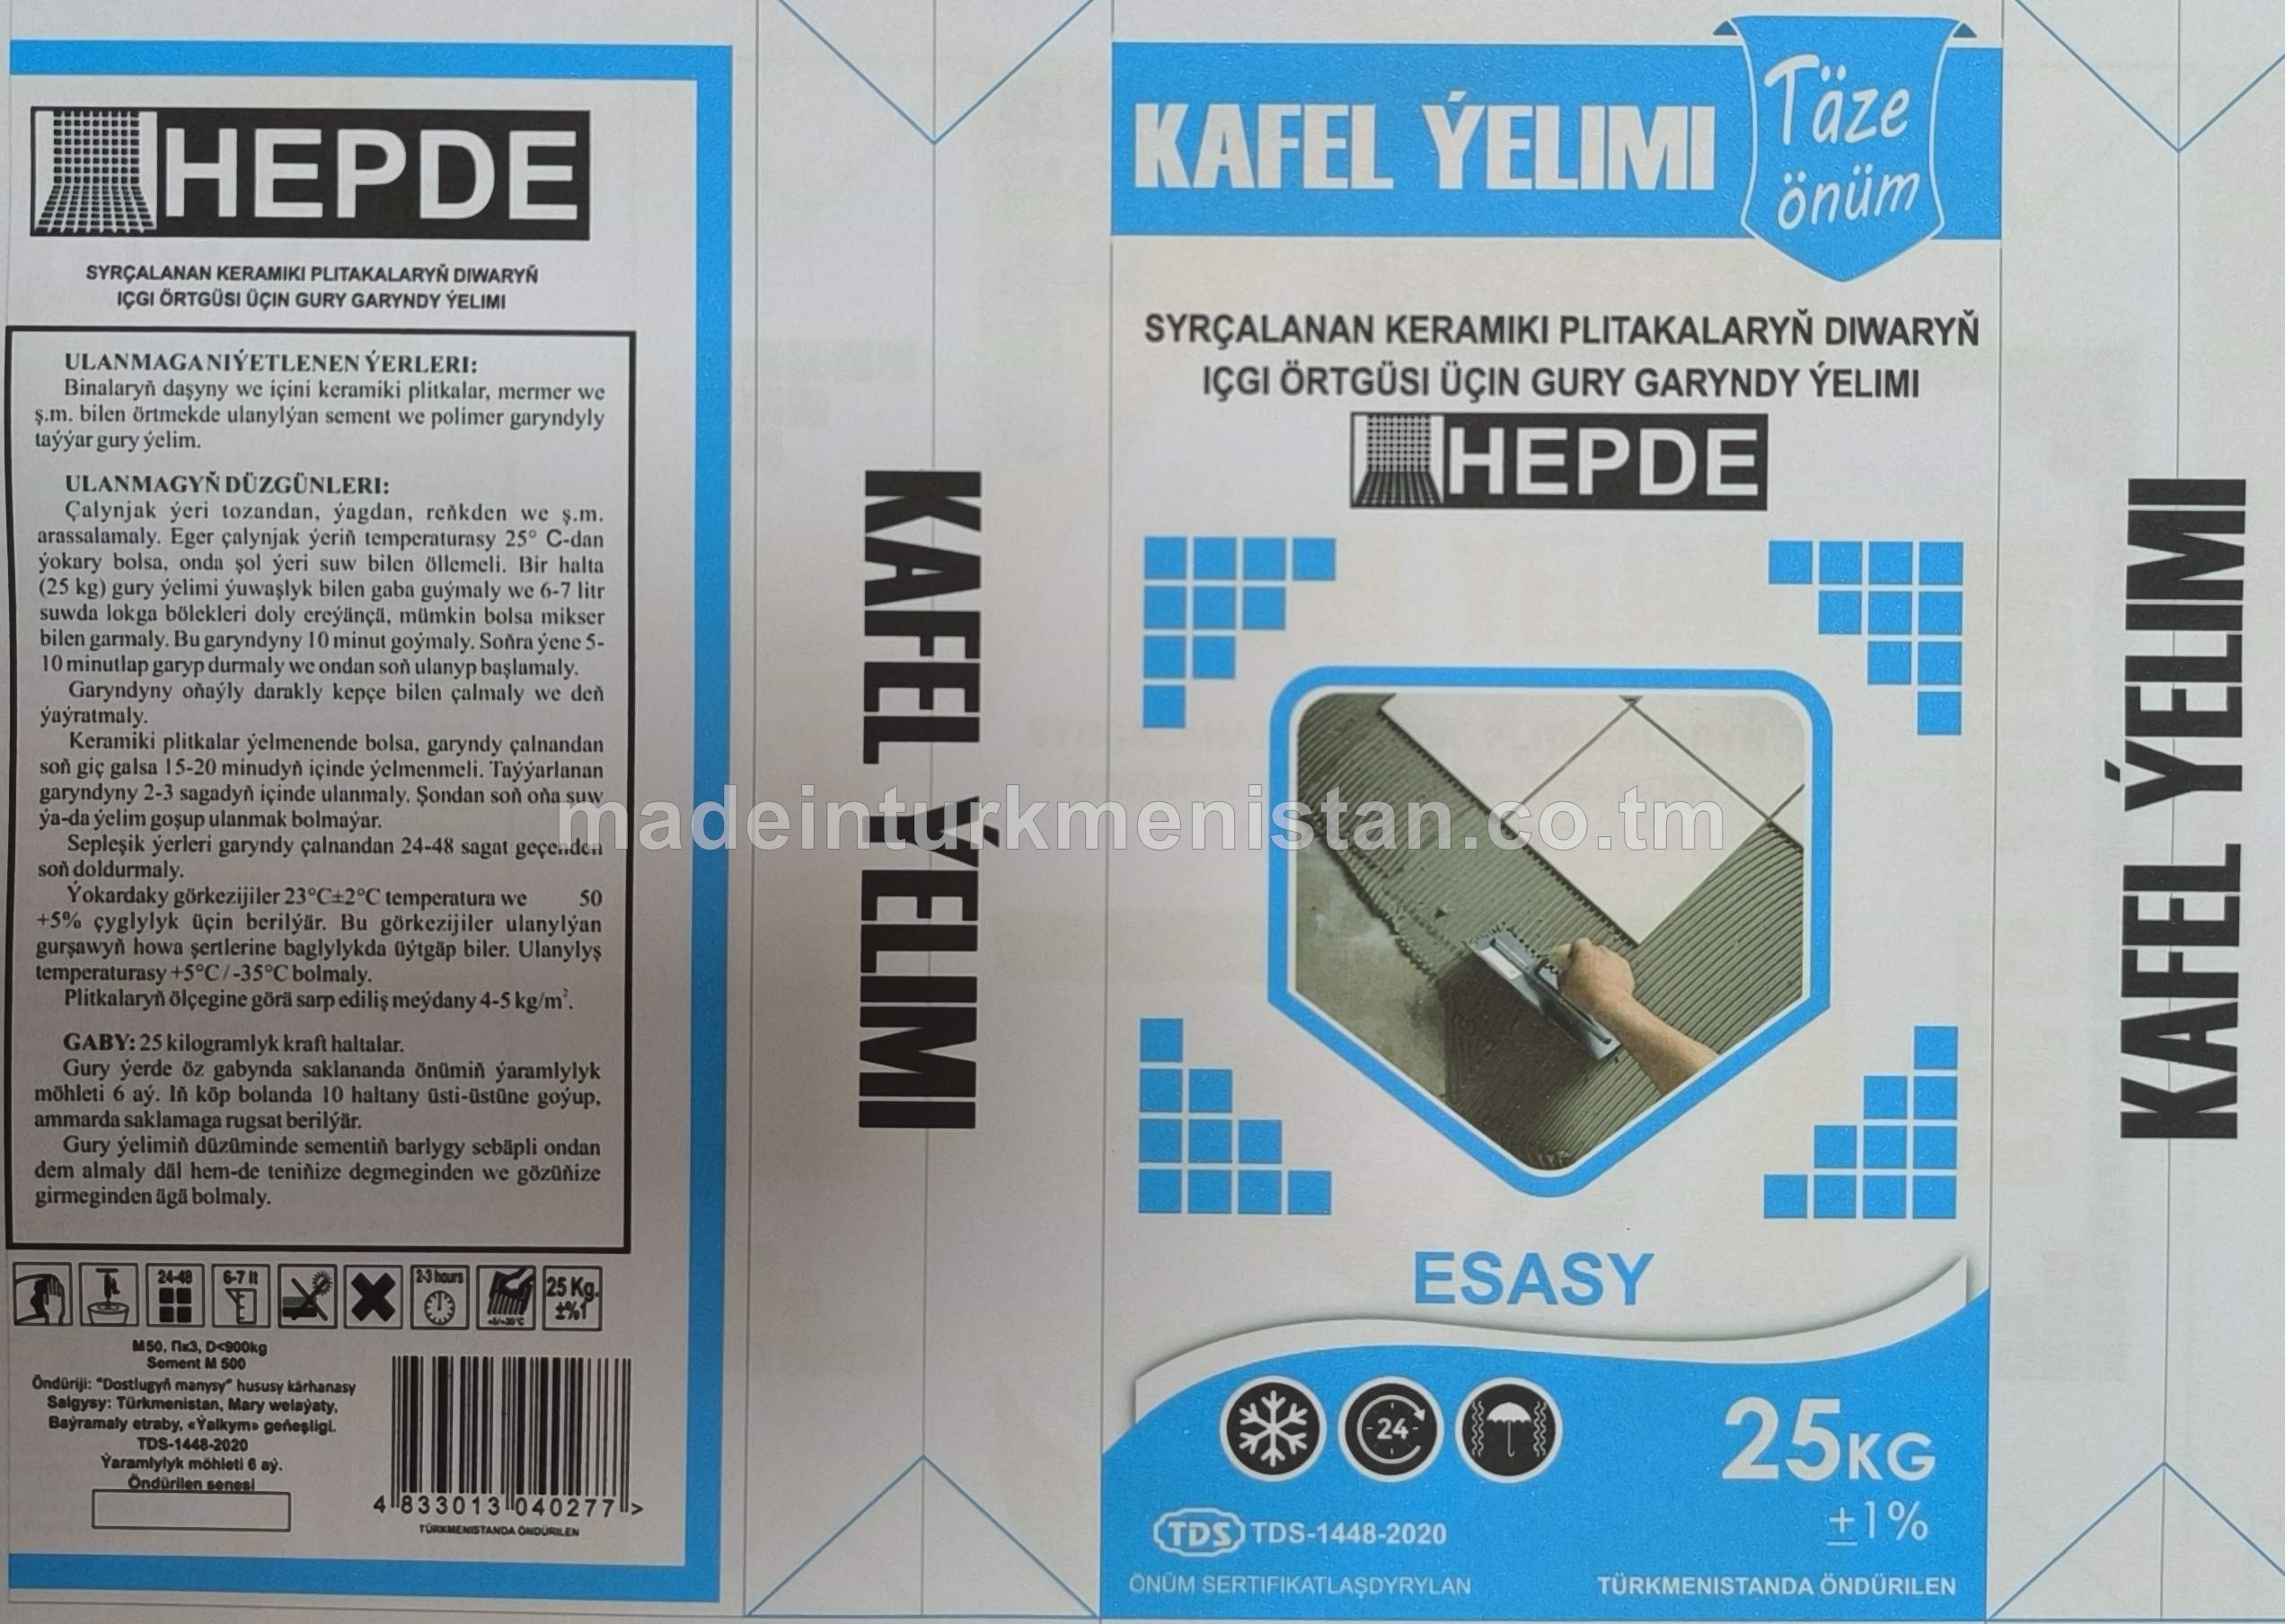 HEPDE
SYRÇALANAN KERAMIKI PLITAKALARYŇ DIWARYŇ
IÇGI ÖRTGÜSI ÜÇIN GURY GARYNDY ÝELIMI
ULANMAGA NIÝETLENEN ÝERLERI:
Binalaryň daşyny we içini keramiki plitkalar, mermer we
ş.m. bilen örtmekde ulanylýan sement we polimer garyndyly
taýýar gury ýelim.
ULANMAGYŇ DÜZGÜNLERI:
Çalynjak ýeri tozandan, ýagdan, reňkden we ş.m.
arassalamaly. Eger çalynjak ýeriň temperaturasy 25° C-dan
ýokary bolsa, onda şol ýeri suw bilen öllemeli. Bir halta
(25 kg) gury ýelimi ýuwaşlyk bilen gaba guýmaly we 6-7 litr
suwda lokga bölekleri doly ereýänçä, mümkin bolsa mikser
bilen garmaly. Bu garyndyny 10 minut goýmaly. Soňra ýene 5-
10 minutlap garyp durmaly we ondan soň ulanyp başlamaly.
Garyndyny oňaýly darakly kepçe bilen çalmaly we deň
ýaýratmaly.
Keramiki plitkalar ýelmenende bolsa, garyndy çalnandan
soň giç galsa 15-20 minudyň içinde ýelmenmeli. Taýýarlanan
garyndyny 2-3 sagadyň içinde ulanmaly. Şondan soň oňa suw
ýa-da ýelim goşup ulanmak bolmaýar.
Sepleşik ýerleri garyndy çalnandan 24-48 sagat geçenden
soň doldurmaly.
Ýokardaky görkezijiler 23°C±2°C temperatura we 50
+5% çyglylyk üçin berilýär. Bu görkezijiler ulanylýan
gurşawyň howa şertlerine baglylykda üýtgäp biler. Ulanylyş
temperaturasy +5°C/-35°C bolmaly.
Plitkalaryň ölçegine görä sarp ediliş meýdany 4-5 kg/m².
GABY: 25 kilogramlyk kraft haltalar.
Gury ýerde öz gabynda saklananda önümiň ýaramlylyk
möhleti 6 aý. Iň köp bolanda 10 haltany üsti-üstüne goýup,
ammarda saklamaga rugsat berilýär.
Gury ýelimiň düzüminde sementiň barlygy sebäpli ondan
dem almaly däl hem-de teniňize degmeginden we gözüňize
girmeginden ägä bolmaly.
24-48
6-7 lt
2-3 hours
25 Kg.
±%1
M50, Пк3, D<900kg
Sement M 500
Öndüriji: "Dostlugyň manysy" hususy kärhanasy
Salgysy: Türkmenistan, Mary welaýaty,
Baýramaly etraby, «Ýalkym» geňeşligi.
TDS-1448-2020
Ýaramlylyk möhleti 6 aý.
Öndürilen senesi
4 833013 040277 >
TÜRKMENISTANDA ÖNDÜRILEN
KAFEL ÝELIMI
KAFEL ÝELIMI
Täze
önüm
SYRÇALANAN KERAMIKI PLITAKALARYŇ DIWARYŇ
IÇGI ÖRTGÜSI ÜÇIN GURY GARYNDY ÝELIMI
HEPDE
madeinturkmenistan.co.tm
ESASY
24
25KG
±1%
TDS TDS-1448-2020
ÖNÜM SERTIFIKATLAŞDYRYLAN
TÜRKMENISTANDA ÖNDÜRILEN
KAFEL ÝELIMI